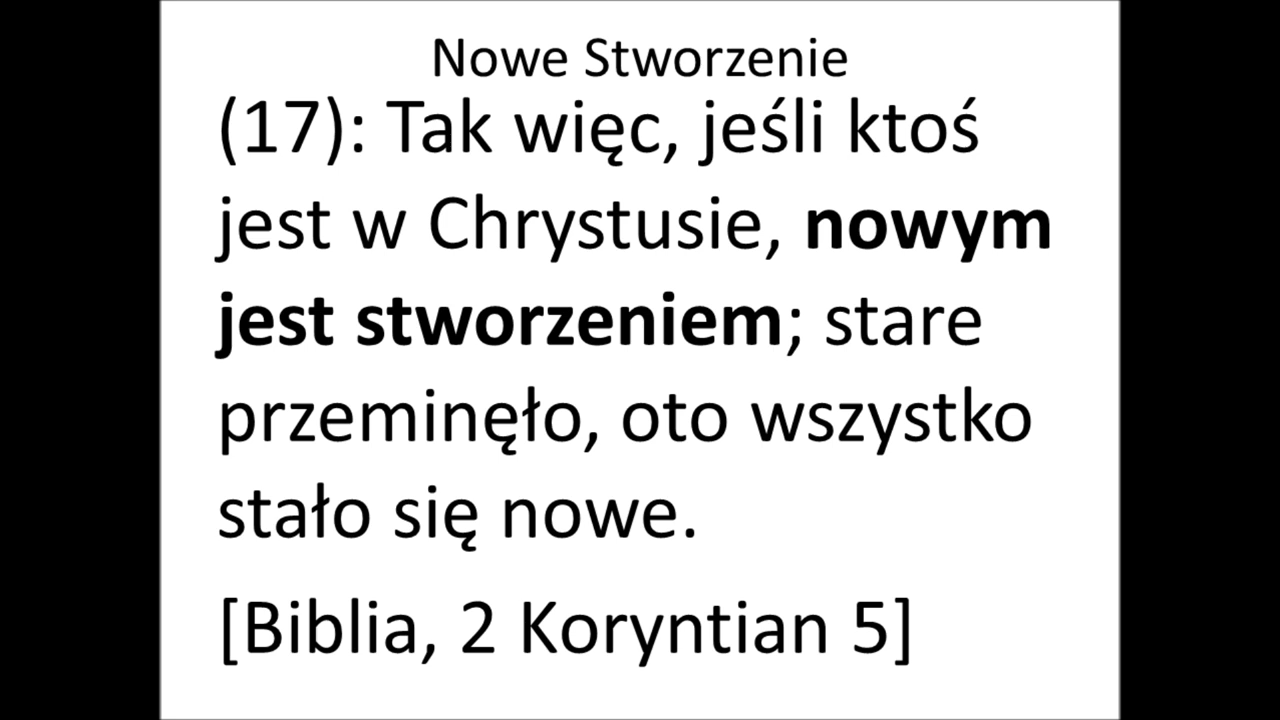 Nowe Stworzenie
(17): Tak więc, jeśli ktoś
jest w Chrystusie, nowym
jest stworzeniem; stare
przeminęło, oto wszystko
stało się nowe.
[Biblia, 2 Koryntian 5]